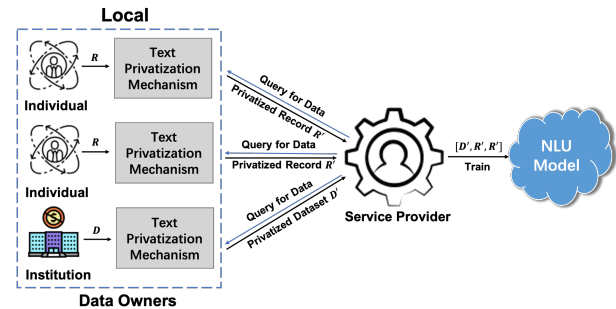 Local
Individual
R
Text
Privatization
Mechanism
Query for Data
Privatized Record R′
Individual
R
Text
Privatization
Mechanism
Query for Data
Privatized Record R′
Institution
D
Text
Privatization
Mechanism
Query for Data
Privatized Dataset D′
Data Owners
Service Provider
[D′, R′, R′]
Train
NLU
Model